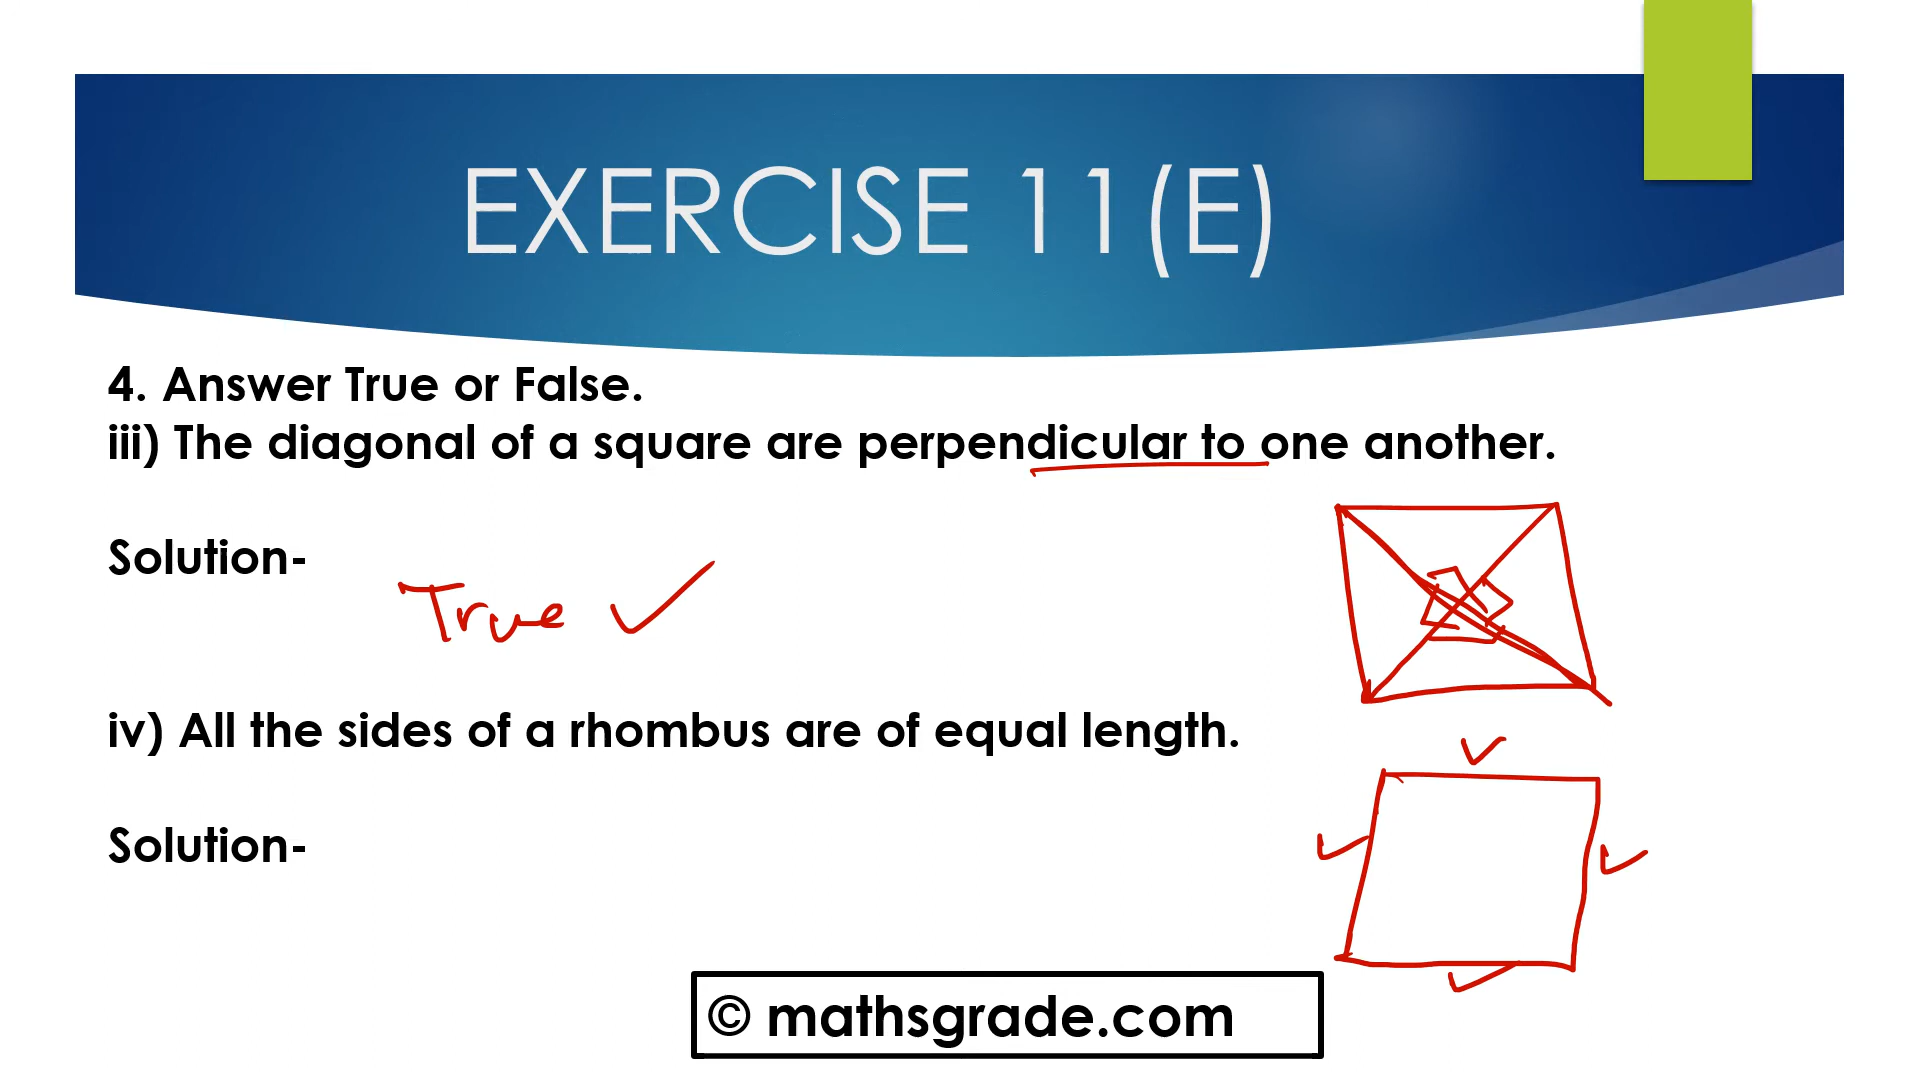 EXERCISE 11(E)
4. Answer True or False.
iii) The diagonal of a square are perpendicular to one another.
Solution-
True
iv) All the sides of a rhombus are of equal length.
Solution-
© mathsgrade.com